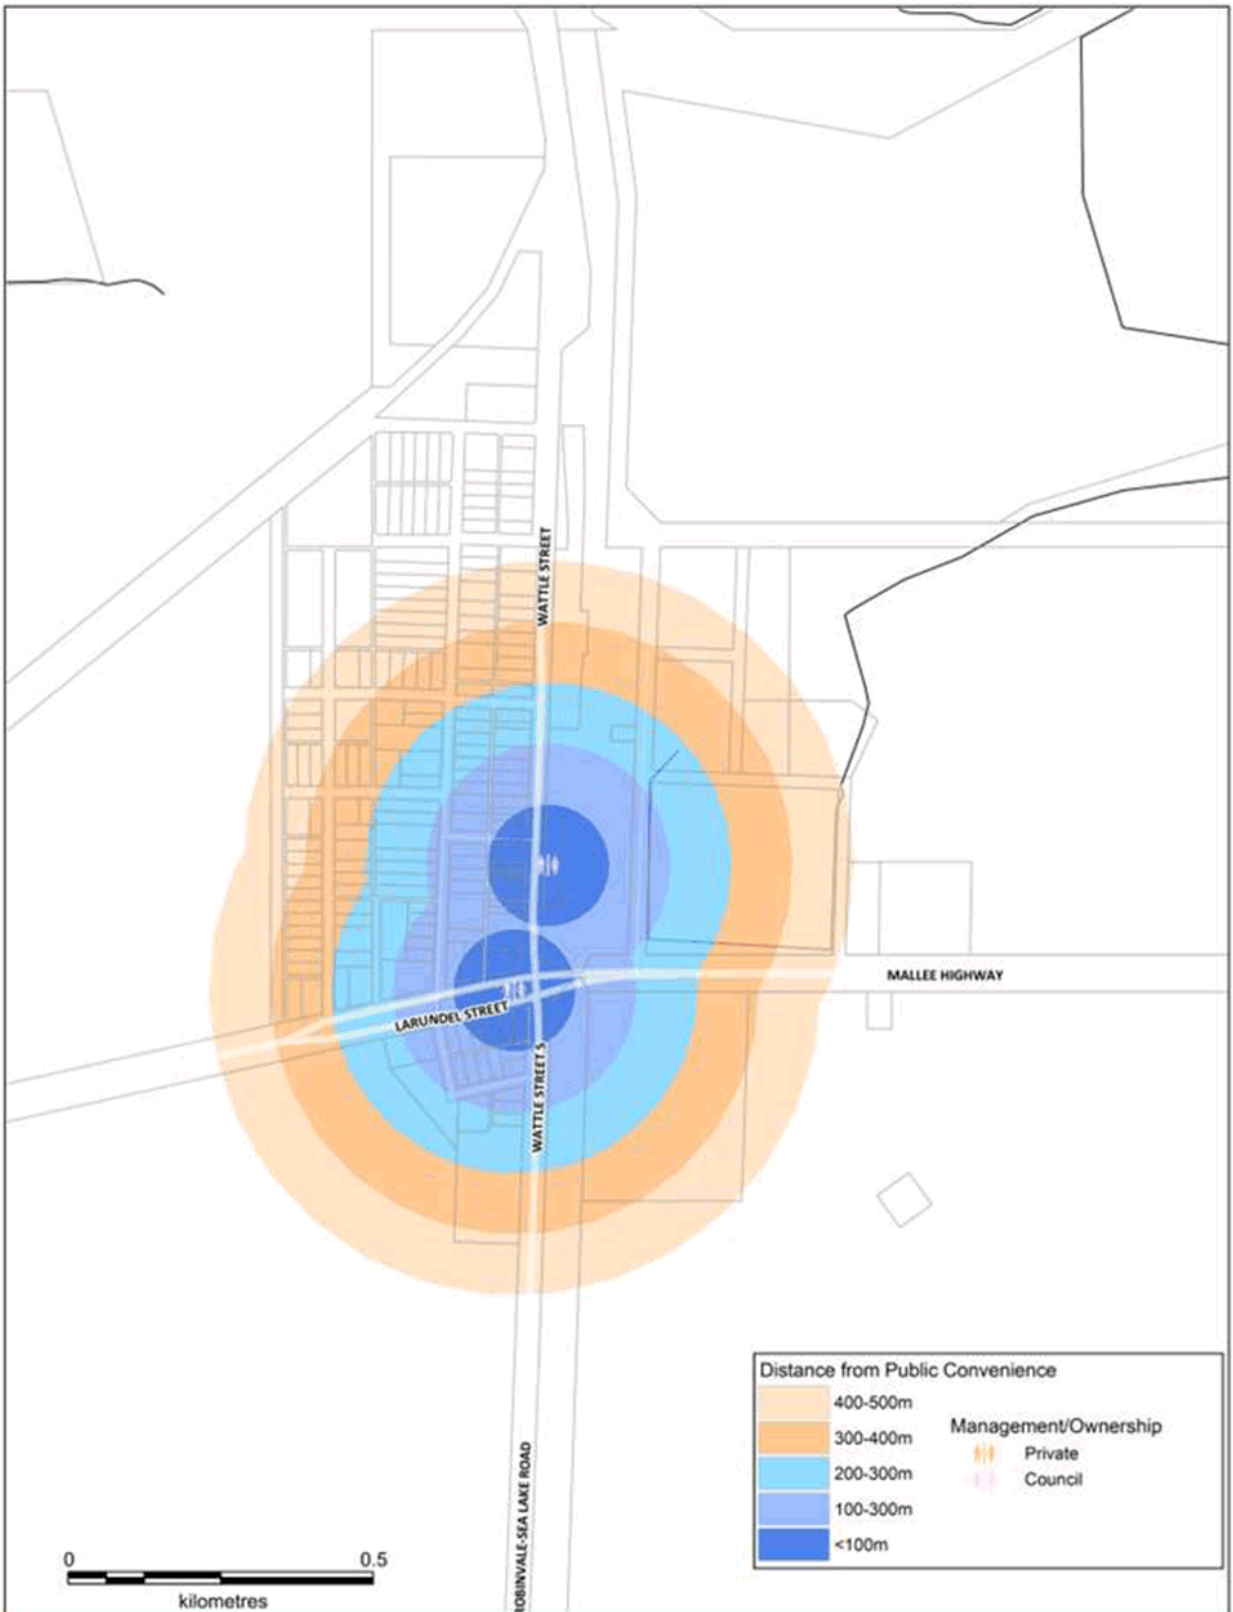 WATTLE STREET
MALLEE HIGHWAY
LARUNDEL STREET
WATTLE STREET S
ROBINVALE-SEA LAKE ROAD
Distance from Public Convenience
400-500m
300-400m
200-300m
100-300m
<100m
Management/Ownership
Private
Council
0 0.5
kilometres